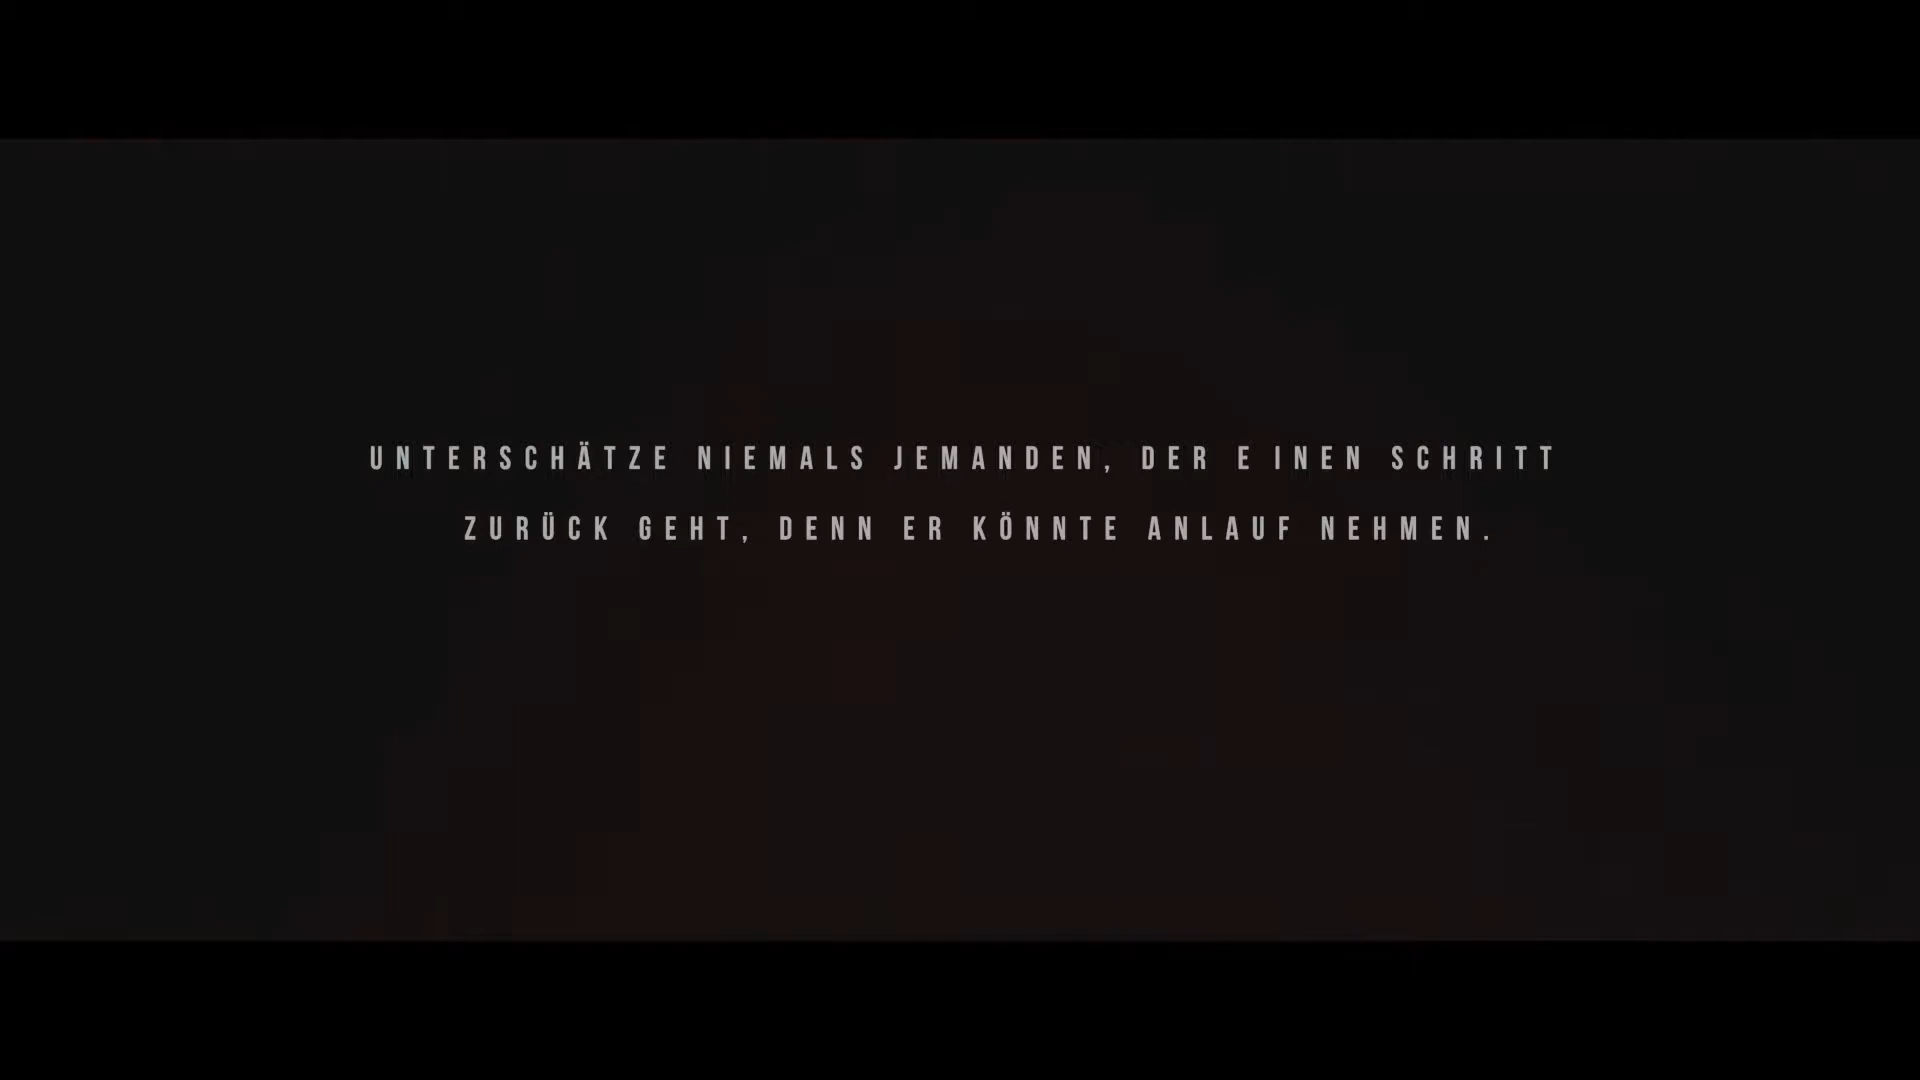 UNTERSCHÄTZE NIEMALS JEMANDEN, DER EINEN SCHRITT
ZURÜCK GEHT, DENN ER KÖNNTE ANLAUF NEHMEN.